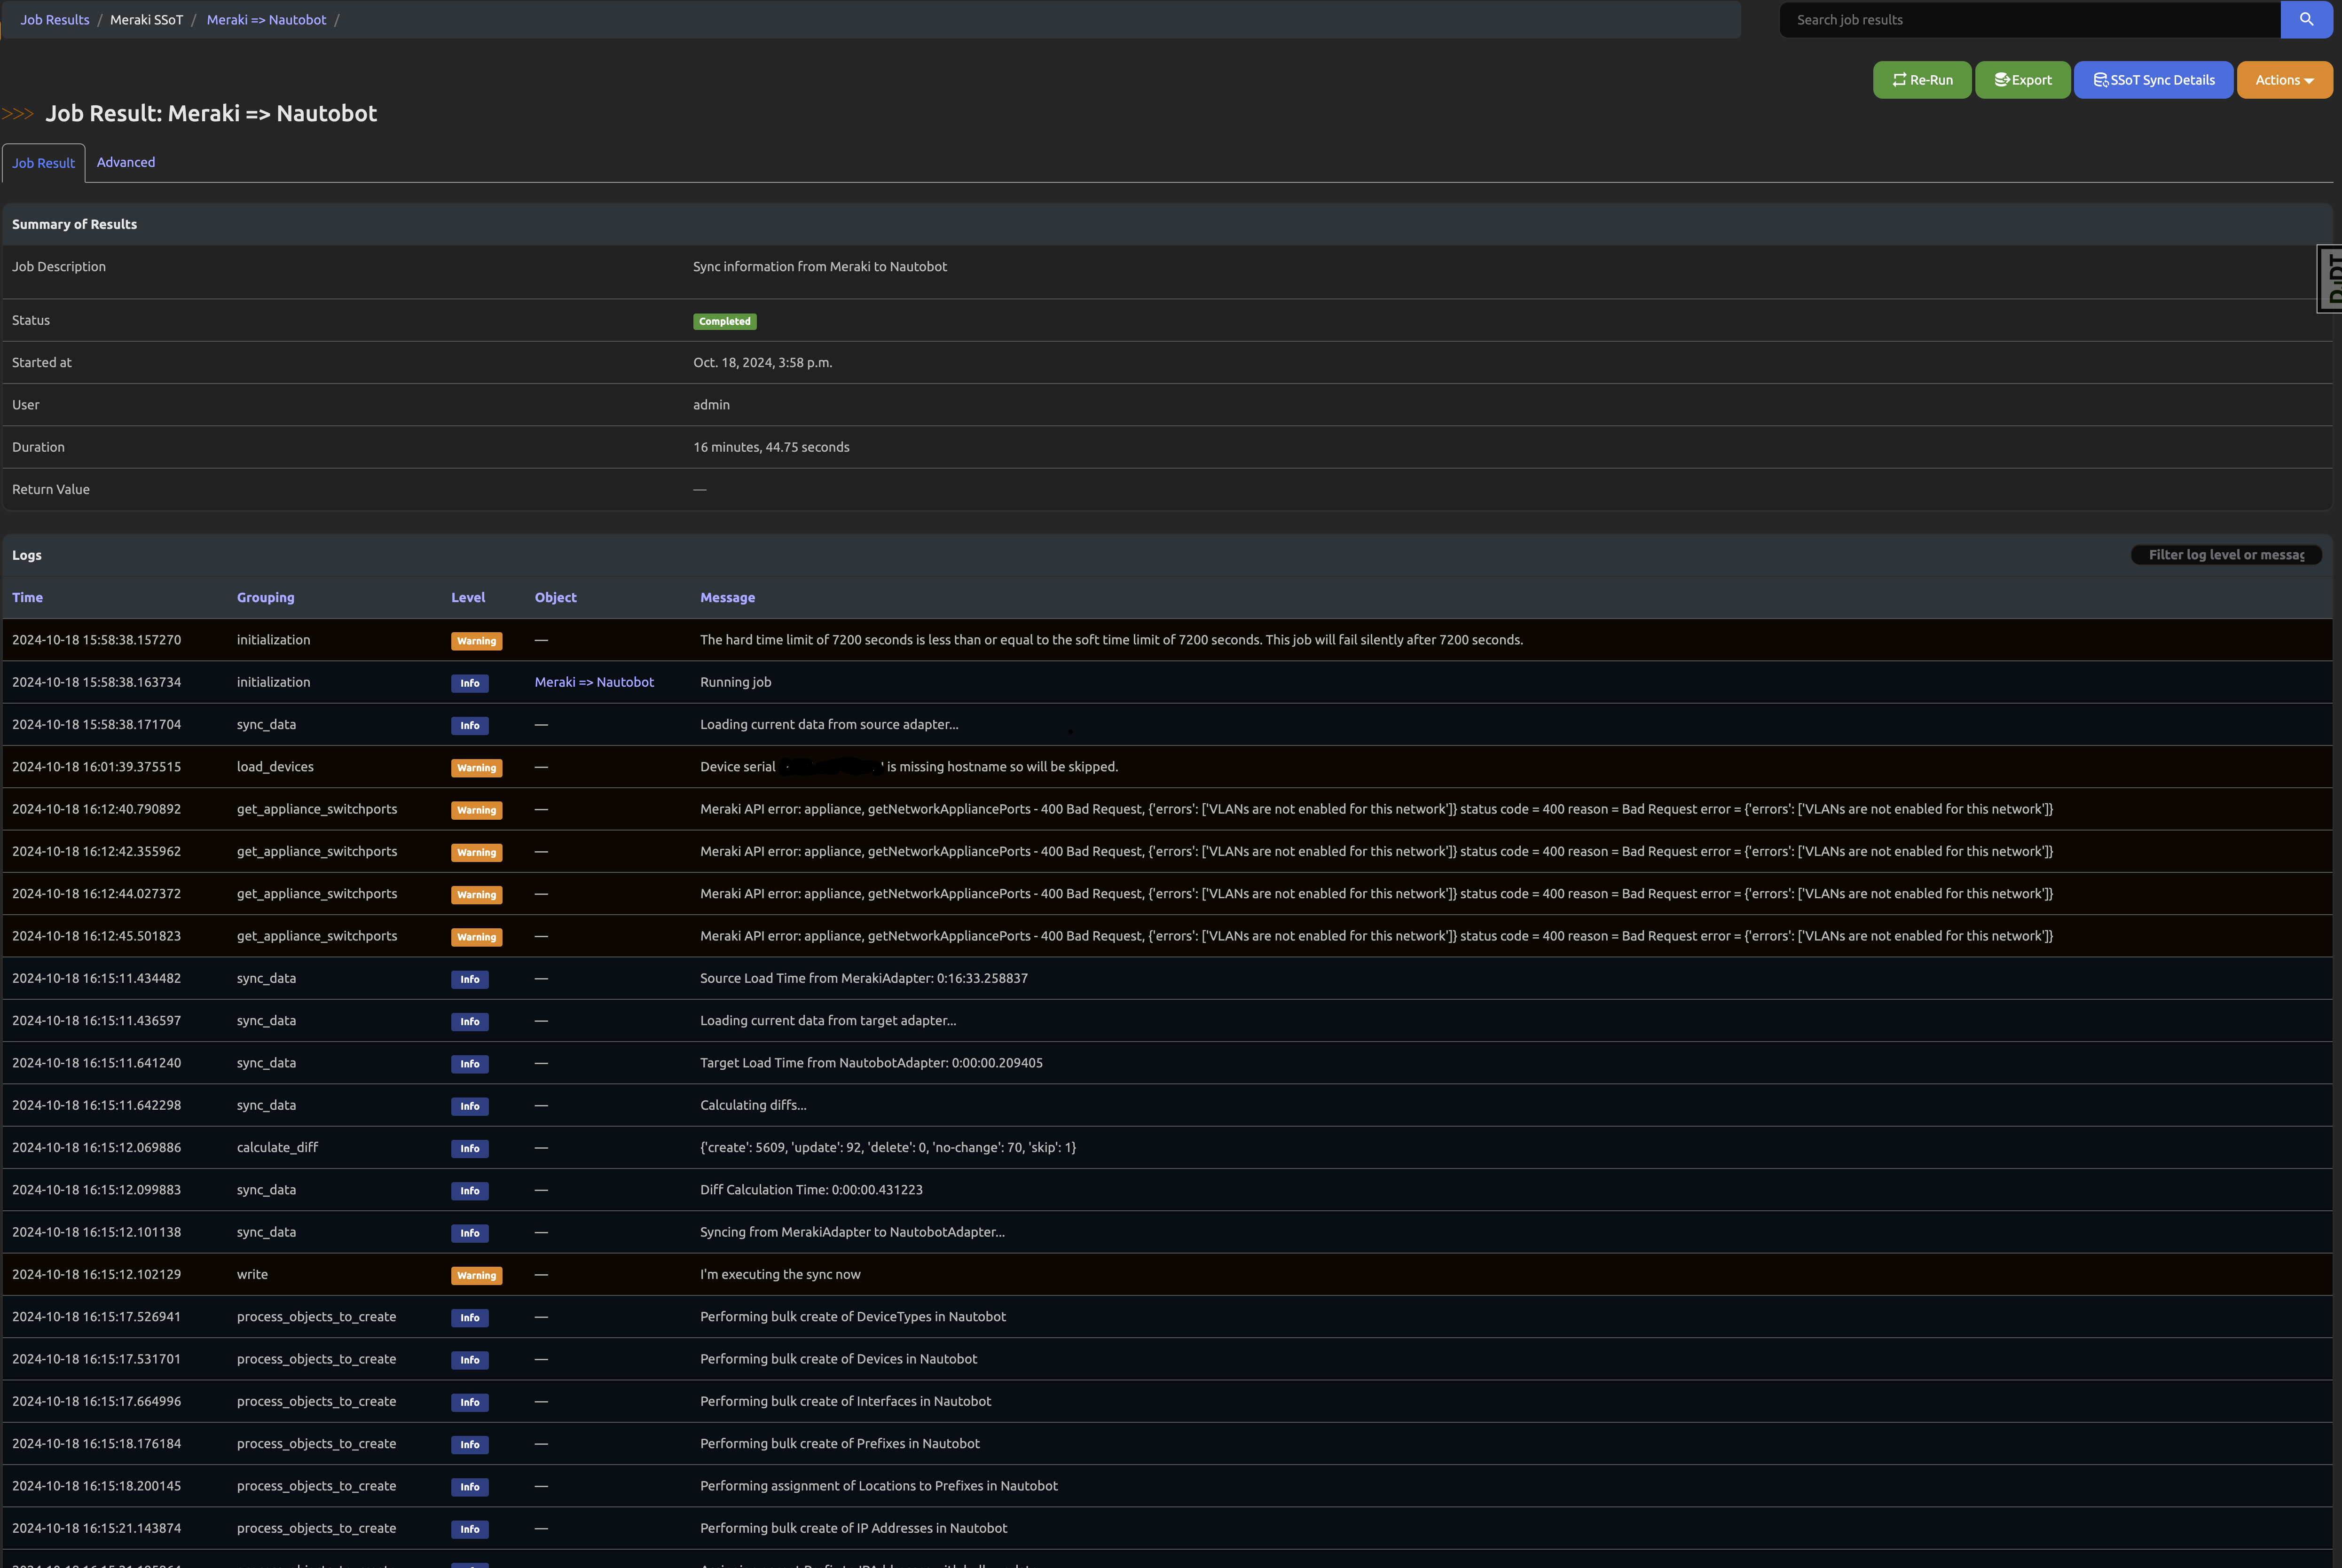 Job Results / Meraki SSoT / Meraki => Nautobot /
Search job results
Re-Run Export SSoT Sync Details Actions
>>> Job Result: Meraki => Nautobot
Job Result Advanced
Summary of Results
Job Description Sync information from Meraki to Nautobot
DjDT
Status Completed
Started at Oct. 18, 2024, 3:58 p.m.
User admin
Duration 16 minutes, 44.75 seconds
Return Value —
Logs Filter log level or messag
Time Grouping Level Object Message
2024-10-18 15:58:38.157270 initialization Warning — The hard time limit of 7200 seconds is less than or equal to the soft time limit of 7200 seconds. This job will fail silently after 7200 seconds.
2024-10-18 15:58:38.163734 initialization Info Meraki => Nautobot Running job
2024-10-18 15:58:38.171704 sync_data Info — Loading current data from source adapter...
2024-10-18 16:01:39.375515 load_devices Warning — Device serial is missing hostname so will be skipped.
2024-10-18 16:12:40.790892 get_appliance_switchports Warning — Meraki API error: appliance, getNetworkAppliancePorts - 400 Bad Request, {'errors': ['VLANs are not enabled for this network']} status code = 400 reason = Bad Request error = {'errors': ['VLANs are not enabled for this network']}
2024-10-18 16:12:42.355962 get_appliance_switchports Warning — Meraki API error: appliance, getNetworkAppliancePorts - 400 Bad Request, {'errors': ['VLANs are not enabled for this network']} status code = 400 reason = Bad Request error = {'errors': ['VLANs are not enabled for this network']}
2024-10-18 16:12:44.027372 get_appliance_switchports Warning — Meraki API error: appliance, getNetworkAppliancePorts - 400 Bad Request, {'errors': ['VLANs are not enabled for this network']} status code = 400 reason = Bad Request error = {'errors': ['VLANs are not enabled for this network']}
2024-10-18 16:12:45.501823 get_appliance_switchports Warning — Meraki API error: appliance, getNetworkAppliancePorts - 400 Bad Request, {'errors': ['VLANs are not enabled for this network']} status code = 400 reason = Bad Request error = {'errors': ['VLANs are not enabled for this network']}
2024-10-18 16:15:11.434482 sync_data Info — Source Load Time from MerakiAdapter: 0:16:33.258837
2024-10-18 16:15:11.436597 sync_data Info — Loading current data from target adapter...
2024-10-18 16:15:11.641240 sync_data Info — Target Load Time from NautobotAdapter: 0:00:00.209405
2024-10-18 16:15:11.642298 sync_data Info — Calculating diffs...
2024-10-18 16:15:12.069886 calculate_diff Info — {'create': 5609, 'update': 92, 'delete': 0, 'no-change': 70, 'skip': 1}
2024-10-18 16:15:12.099883 sync_data Info — Diff Calculation Time: 0:00:00.431223
2024-10-18 16:15:12.101138 sync_data Info — Syncing from MerakiAdapter to NautobotAdapter...
2024-10-18 16:15:12.102129 write Warning — I'm executing the sync now
2024-10-18 16:15:17.526941 process_objects_to_create Info — Performing bulk create of DeviceTypes in Nautobot
2024-10-18 16:15:17.531701 process_objects_to_create Info — Performing bulk create of Devices in Nautobot
2024-10-18 16:15:17.664996 process_objects_to_create Info — Performing bulk create of Interfaces in Nautobot
2024-10-18 16:15:18.176184 process_objects_to_create Info — Performing bulk create of Prefixes in Nautobot
2024-10-18 16:15:18.200145 process_objects_to_create Info — Performing assignment of Locations to Prefixes in Nautobot
2024-10-18 16:15:21.143874 process_objects_to_create Info — Performing bulk create of IP Addresses in Nautobot